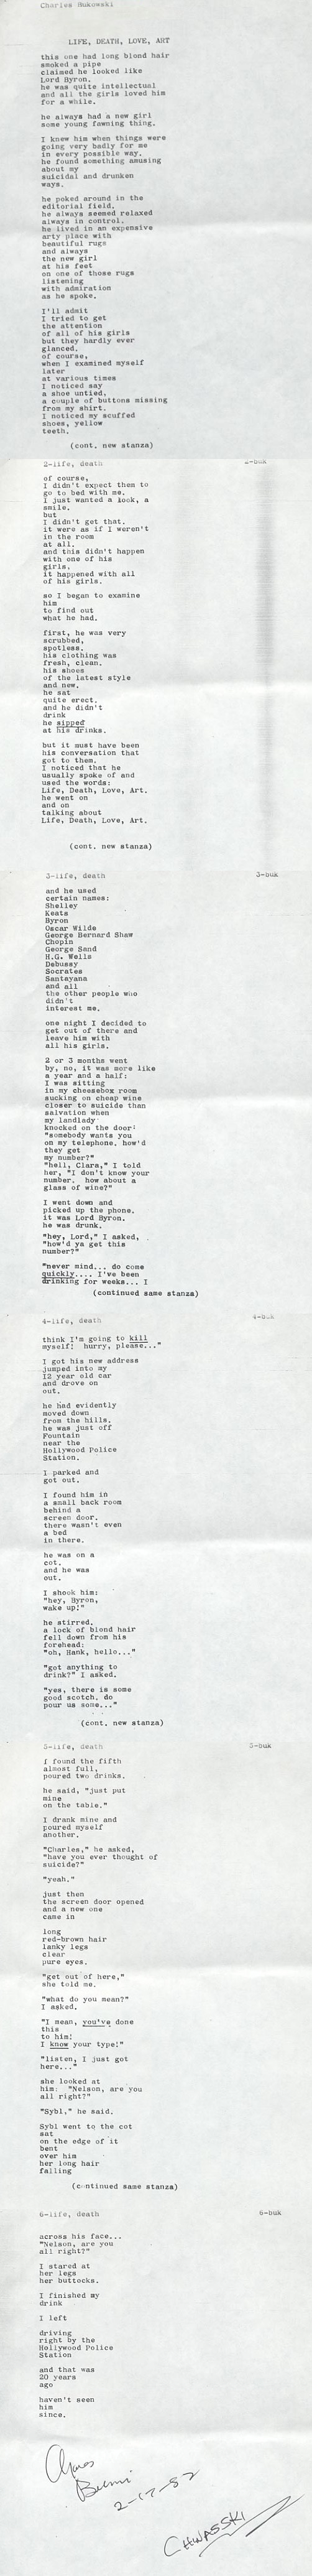 Charles Bukowski
LIFE, DEATH, LOVE, ART
this one had long blond hair
smoked a pipe
claimed he looked like
Lord Byron.
he was quite intellectual
and all the girls loved him
for a while.
he always had a new girl
some young fawning thing.
I knew him when things were
going very badly for me
in every possible way.
he found something amusing
about my
suicidal and drunken
ways.
he poked around in the
editorial field.
he always seemed relaxed
always in control.
he lived in an expensive
arty place with
beautiful rugs
and always
the new girl
at his feet
on one of those rugs
listening
with admiration
as he spoke.
I'll admit
I tried to get
the attention
of all of his girls
but they hardly ever
glanced.
of course,
when I examined myself
later
at various times
I noticed say
a shoe untied,
a couple of buttons missing
from my shirt.
I noticed my scuffed
shoes, yellow
teeth.
(cont. new stanza)
2-life, death
2-buk
of course,
I didn't expect them to
go to bed with me.
I just wanted a look, a
smile.
but
I didn't get that.
it were as if I weren't
in the room
at all.
and this didn't happen
with one of his
girls,
it happened with all
of his girls.
so I began to examine
him
to find out
what he had.
first, he was very
scrubbed,
spotless.
his clothing was
fresh, clean.
his shoes
of the latest style
and new.
he sat
quite erect.
and he didn't
drink
he sipped
at his drinks.
but it must have been
his conversation that
got to them.
I noticed that he
usually spoke of and
used the words:
Life, Death, Love, Art.
he went on
and on
talking about
Life, Death, Love, Art.
(cont. new stanza)
3-life, death
3-buk
and he used
certain names:
Shelley
Keats
Byron
Oscar Wilde
George Bernard Shaw
Chopin
George Sand
H.G. Wells
Debussy
Socrates
Santayana
and all
the other people who
didn't
interest me.
one night I decided to
get out of there and
leave him with
all his girls.
2 or 3 months went
by, no, it was more like
a year and a half:
I was sitting
in my cheesebox room
sucking on cheap wine
closer to suicide than
salvation when
my landlady
knocked on the door:
"somebody wants you
on my telephone. how'd
they get
my number?"
"hell, Clara," I told
her, "I don't know your
number. how about a
glass of wine?"
I went down and
picked up the phone.
it was Lord Byron.
he was drunk.
"hey, Lord," I asked,
"how'd ya get this
number?"
"never mind... do come
quickly.... I've been
drinking for weeks... I
(continued same stanza)
4-life, death
4-buk
think I'm going to kill
myself! hurry, please..."
I got his new address
jumped into my
12 year old car
and drove on
out.
he had evidently
moved down
from the hills.
he was just off
Fountain
near the
Hollywood Police
Station.
I parked and
got out.
I found him in
a small back room
behind a
screen door.
there wasn't even
a bed
in there.
he was on a
cot.
and he was
out.
I shook him:
"hey, Byron,
wake up!"
he stirred,
a lock of blond hair
fell down from his
forehead:
"oh, Hank, hello..."
"got anything to
drink?" I asked.
"yes, there is some
good scotch. do
pour us some..."
(cont. new stanza)
5-life, death
5-buk
I found the fifth
almost full,
poured two drinks.
he said, "just put
mine
on the table."
I drank mine and
poured myself
another.
"Charles," he asked,
"have you ever thought of
suicide?"
"yeah."
just then
the screen door opened
and a new one
came in
long
red-brown hair
lanky legs
clear
pure eyes.
"get out of here,"
she told me.
"what do you mean?"
I asked.
"I mean, you've done
this
to him!
I know your type!"
"listen, I just got
here..."
she looked at
him: "Nelson, are you
all right?"
"Sybl," he said.
Sybl went to the cot
sat
on the edge of it
bent
over him
her long hair
falling
(continued same stanza)
6-life, death
6-buk
across his face...
"Nelson, are you
all right?"
I stared at
her legs
her buttocks.
I finished my
drink
I left
driving
right by the
Hollywood Police
Station
and that was
20 years
ago
haven't seen
him
since.
2-17-82
CHINASSKI